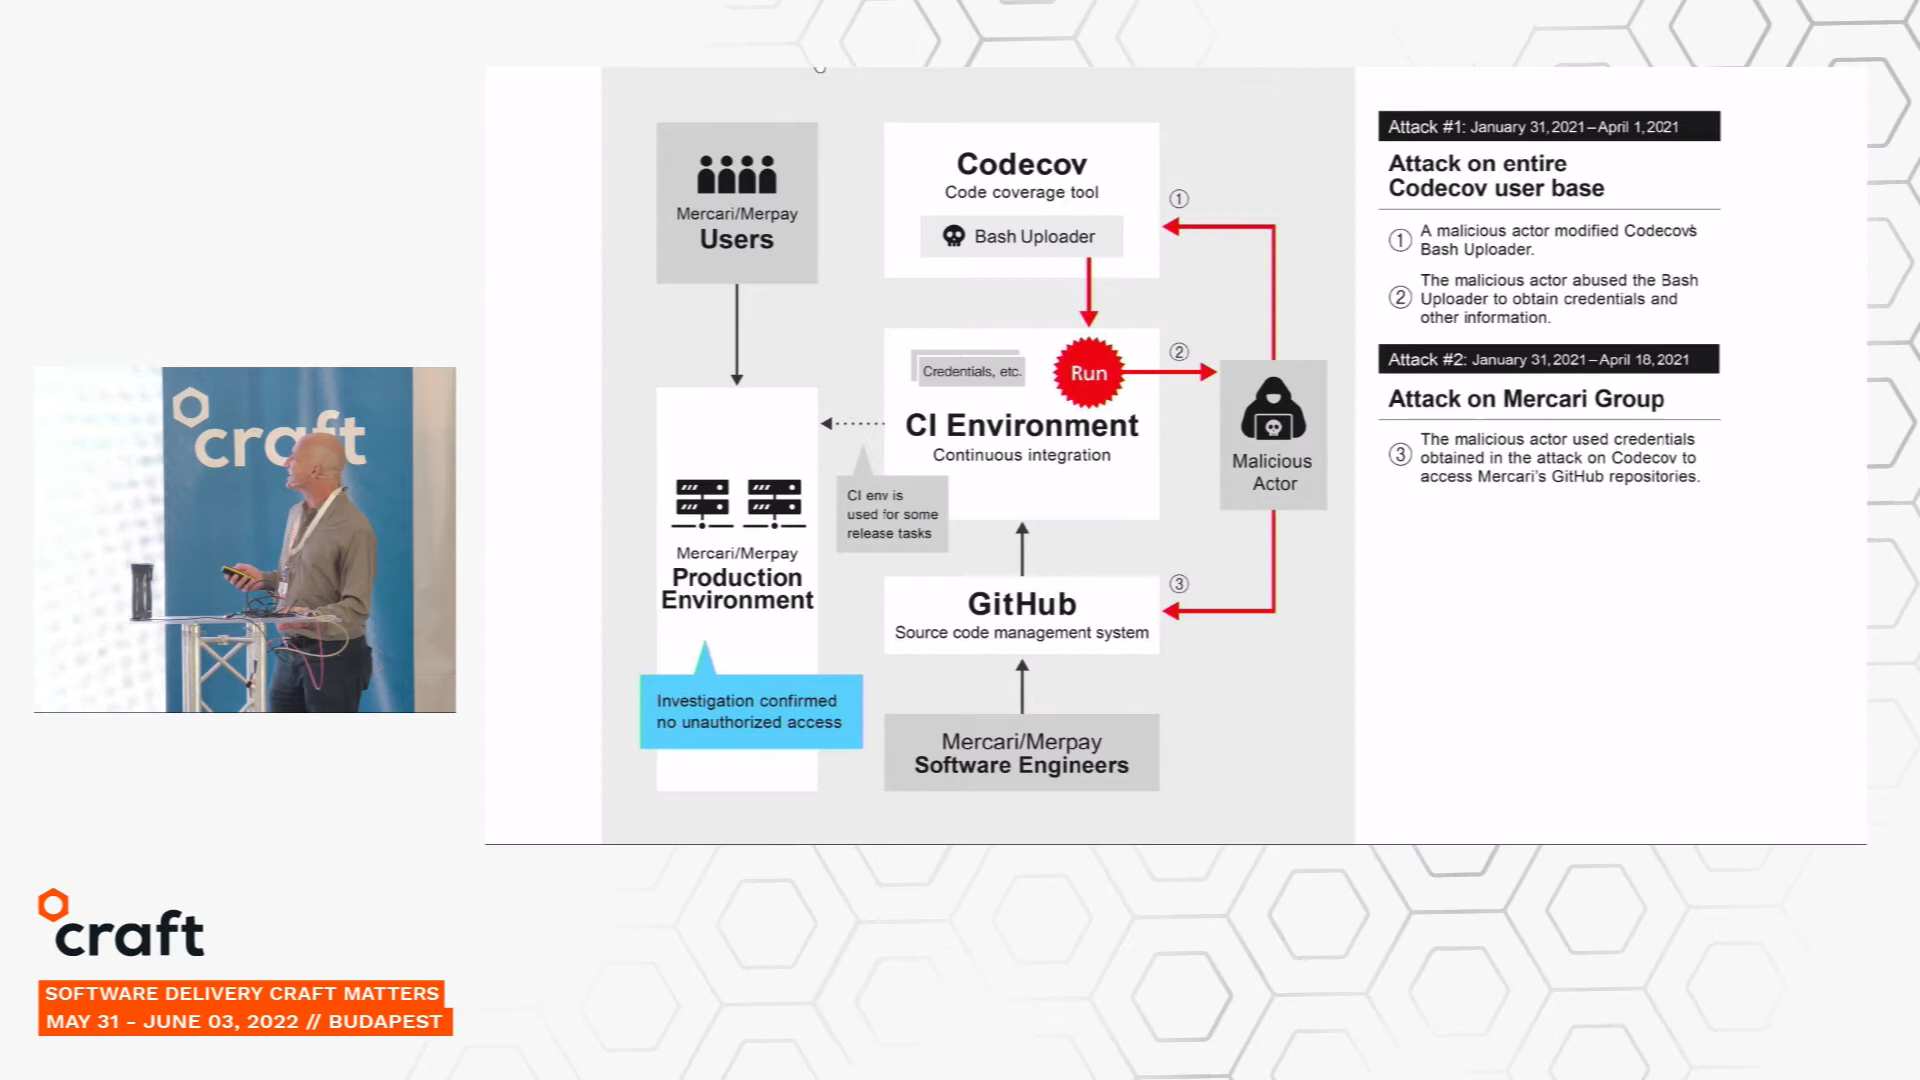 craft
craft
SOFTWARE DELIVERY CRAFT MATTERS
MAY 31 - JUNE 03, 2022 // BUDAPEST
Mercari/Merpay
Users
Codecov
Code coverage tool
Bash Uploader
①
Credentials, etc.
Run
②
CI Environment
Continuous integration
CI env is
used for some
release tasks
Malicious
Actor
Mercari/Merpay
Production
Environment
Investigation confirmed
no unauthorized access
③
GitHub
Source code management system
Mercari/Merpay
Software Engineers
Attack #1: January 31, 2021–April 1, 2021
Attack on entire
Codecov user base
① A malicious actor modified Codecov's
Bash Uploader.
② The malicious actor abused the Bash
Uploader to obtain credentials and
other information.
Attack #2: January 31, 2021–April 18, 2021
Attack on Mercari Group
③ The malicious actor used credentials
obtained in the attack on Codecov to
access Mercari's GitHub repositories.